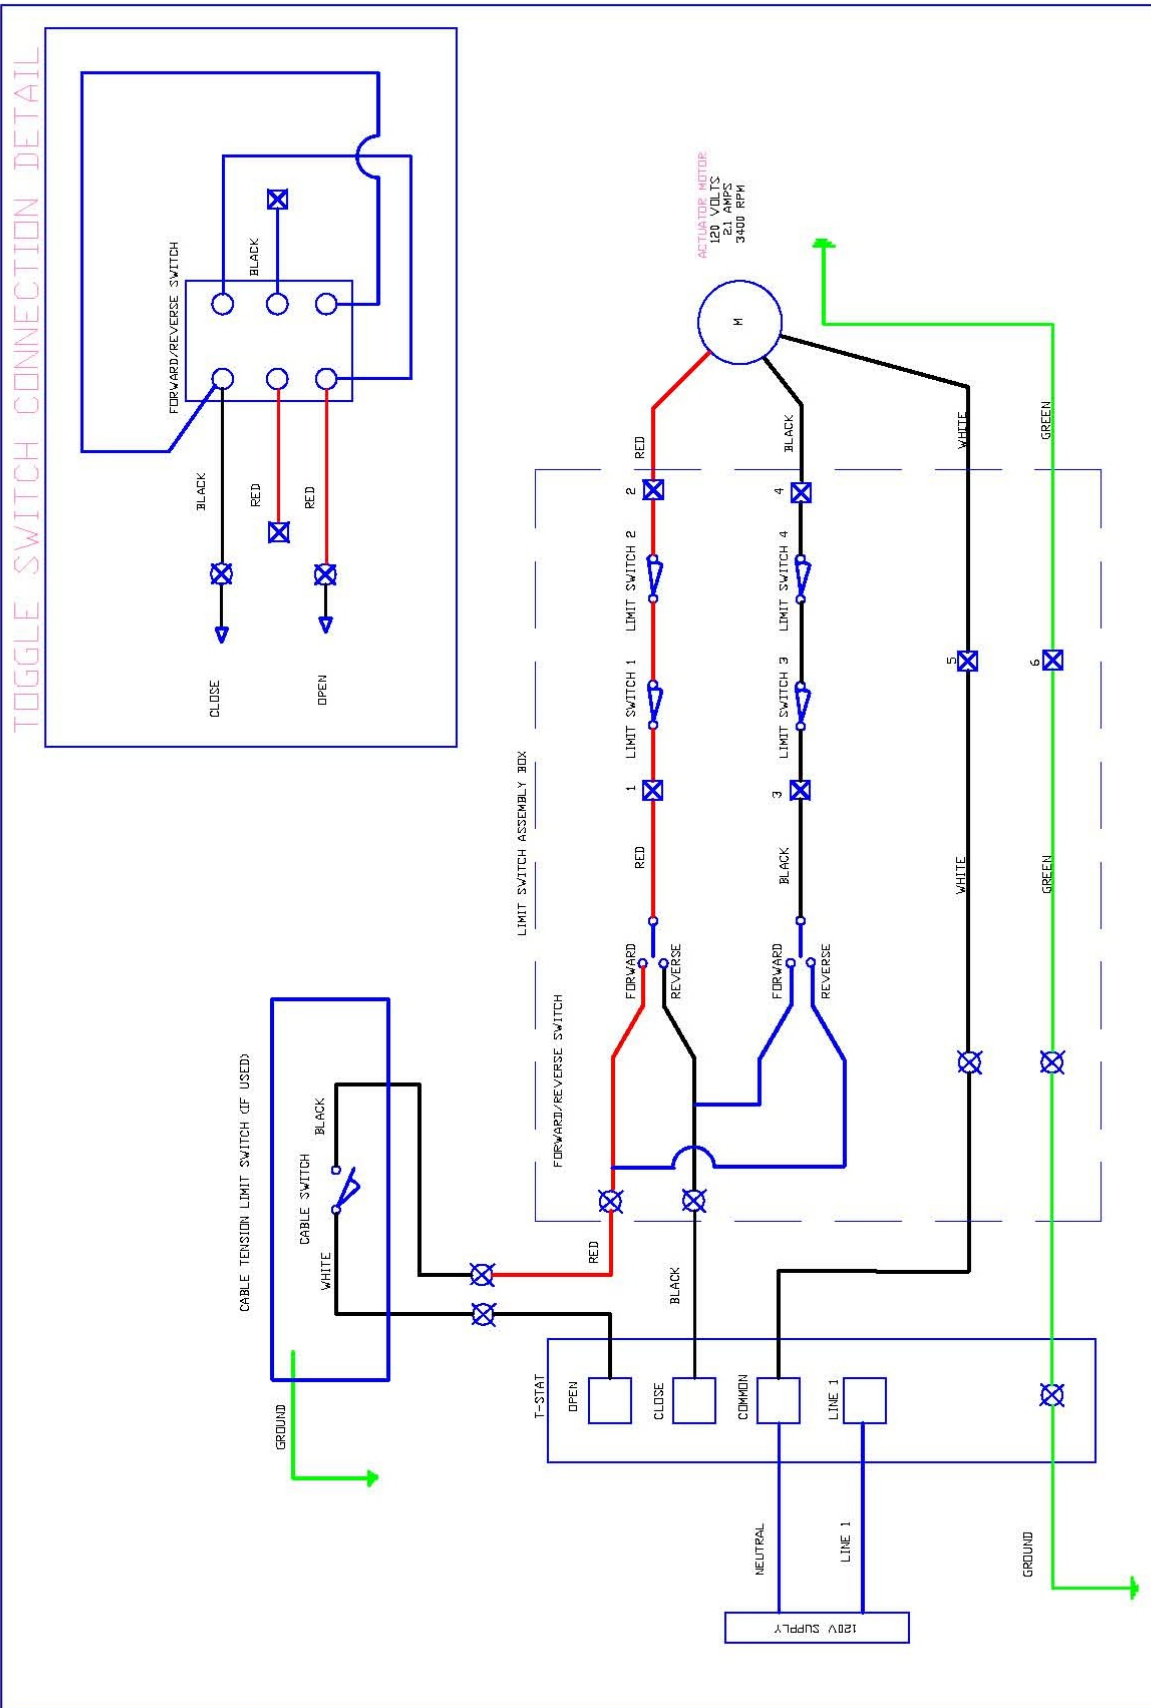 TOGGLE SWITCH CONNECTION DETAIL
FORWARD/REVERSE SWITCH
BLACK
BLACK
RED
RED
CLOSE
OPEN
ACTUATOR MOTOR
120 VOLTS
2.1 AMPS
3400 RPM
M
RED
BLACK
WHITE
GREEN
2
4
LIMIT SWITCH 2
LIMIT SWITCH 4
5
6
LIMIT SWITCH 1
LIMIT SWITCH 3
1
3
LIMIT SWITCH ASSEMBLY BOX
RED
BLACK
WHITE
GREEN
FORWARD
REVERSE
FORWARD
REVERSE
FORWARD/REVERSE SWITCH
CABLE TENSION LIMIT SWITCH (IF USED)
CABLE SWITCH
BLACK
WHITE
RED
BLACK
GROUND
T-STAT
OPEN
CLOSE
COMMON
LINE 1
NEUTRAL
LINE 1
GROUND
120V SUPPLY